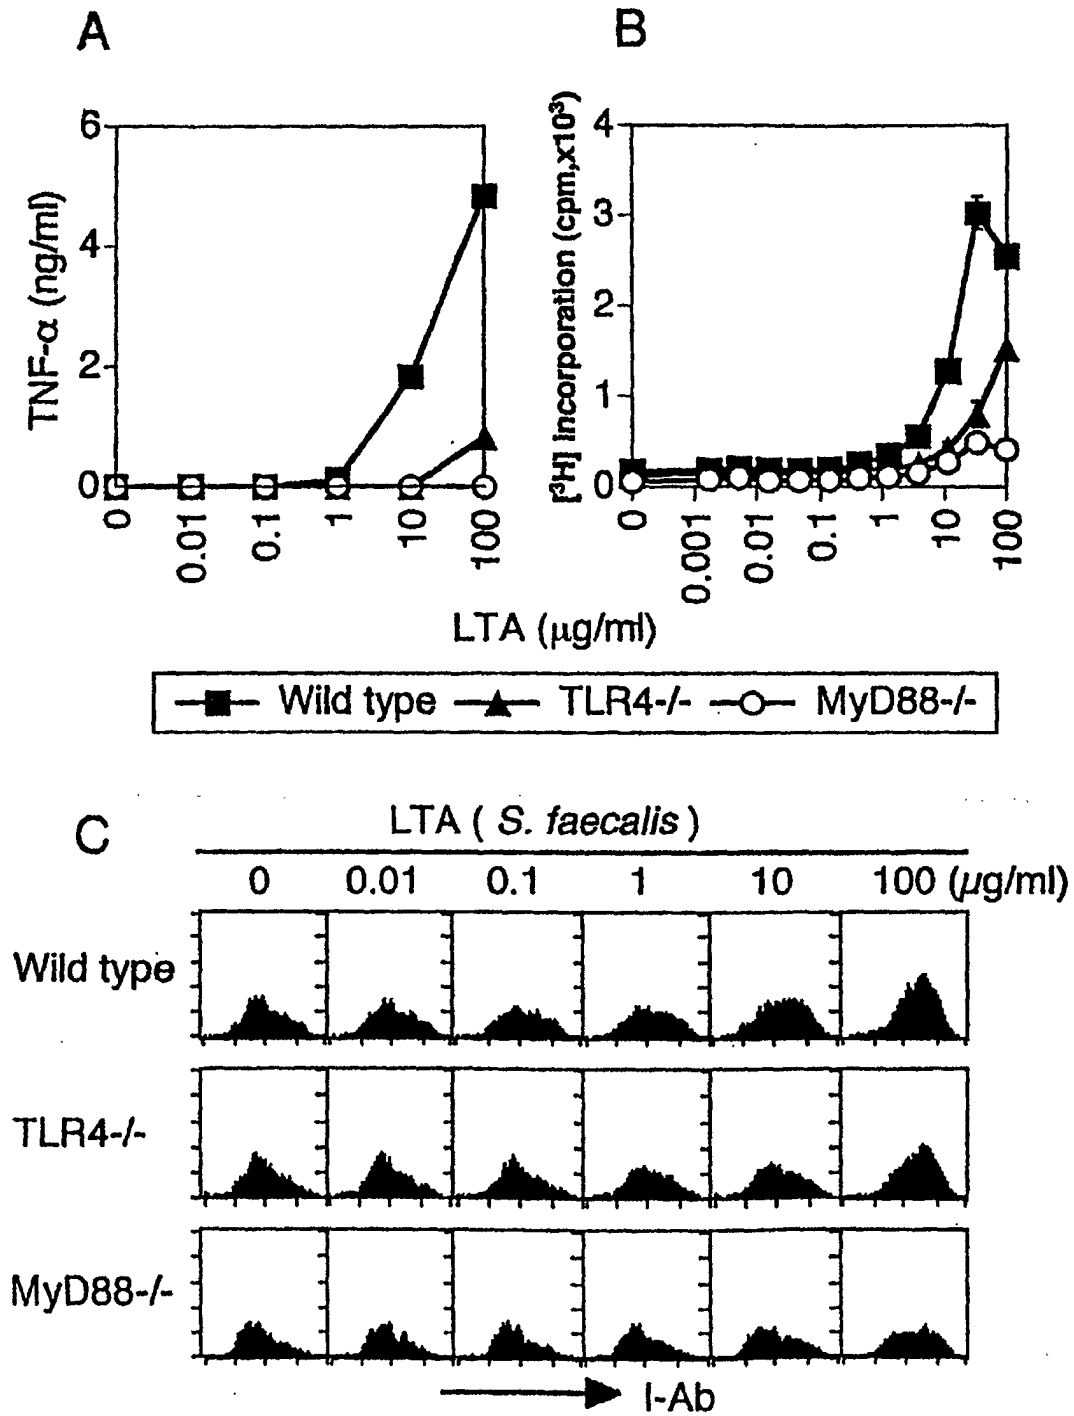 A
B
TNF-α (ng/ml)
6
4
2
0
0
0.01
0.1
1
10
100
[³H] incorporation (cpm,x10³)
4
3
2
1
0
0
0.001
0.01
0.1
1
10
100
LTA (μg/ml)
Wild type TLR4-/- MyD88-/-
C
LTA ( S. faecalis )
0 0.01 0.1 1 10 100 (μg/ml)
Wild type
TLR4-/-
MyD88-/-
I-Ab